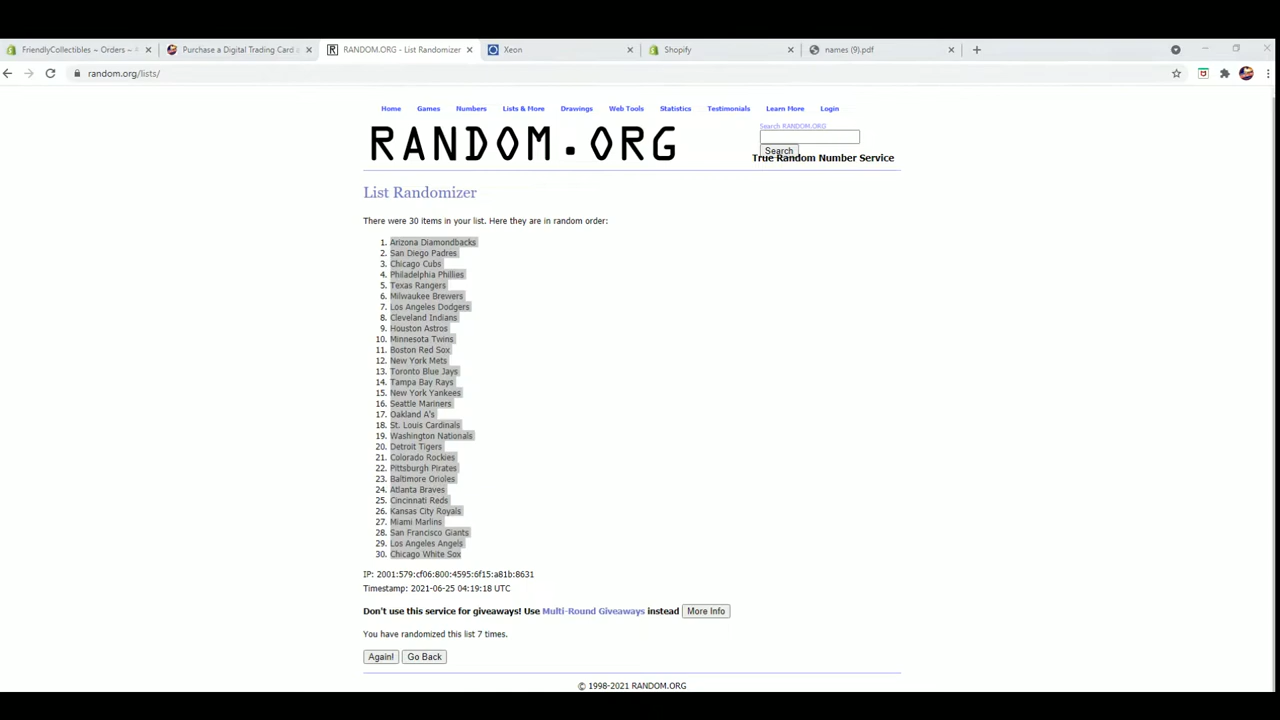 FriendlyCollectibles ~ Orders ~
Purchase a Digital Trading Card a
RANDOM.ORG - List Randomizer
Xeon
Shopify
names (9).pdf
random.org/lists/
Home Games Numbers Lists & More Drawings Web Tools Statistics Testimonials Learn More Login
RANDOM.ORG
Search RANDOM.ORG
Search
True Random Number Service
List Randomizer
There were 30 items in your list. Here they are in random order:
1. Arizona Diamondbacks
2. San Diego Padres
3. Chicago Cubs
4. Philadelphia Phillies
5. Texas Rangers
6. Milwaukee Brewers
7. Los Angeles Dodgers
8. Cleveland Indians
9. Houston Astros
10. Minnesota Twins
11. Boston Red Sox
12. New York Mets
13. Toronto Blue Jays
14. Tampa Bay Rays
15. New York Yankees
16. Seattle Mariners
17. Oakland A's
18. St. Louis Cardinals
19. Washington Nationals
20. Detroit Tigers
21. Colorado Rockies
22. Pittsburgh Pirates
23. Baltimore Orioles
24. Atlanta Braves
25. Cincinnati Reds
26. Kansas City Royals
27. Miami Marlins
28. San Francisco Giants
29. Los Angeles Angels
30. Chicago White Sox
IP: 2001:579:cf06:800:4595:6f15:a81b:8631
Timestamp: 2021-06-25 04:19:18 UTC
Don't use this service for giveaways! Use Multi-Round Giveaways instead More Info
You have randomized this list 7 times.
Again! Go Back
© 1998-2021 RANDOM.ORG